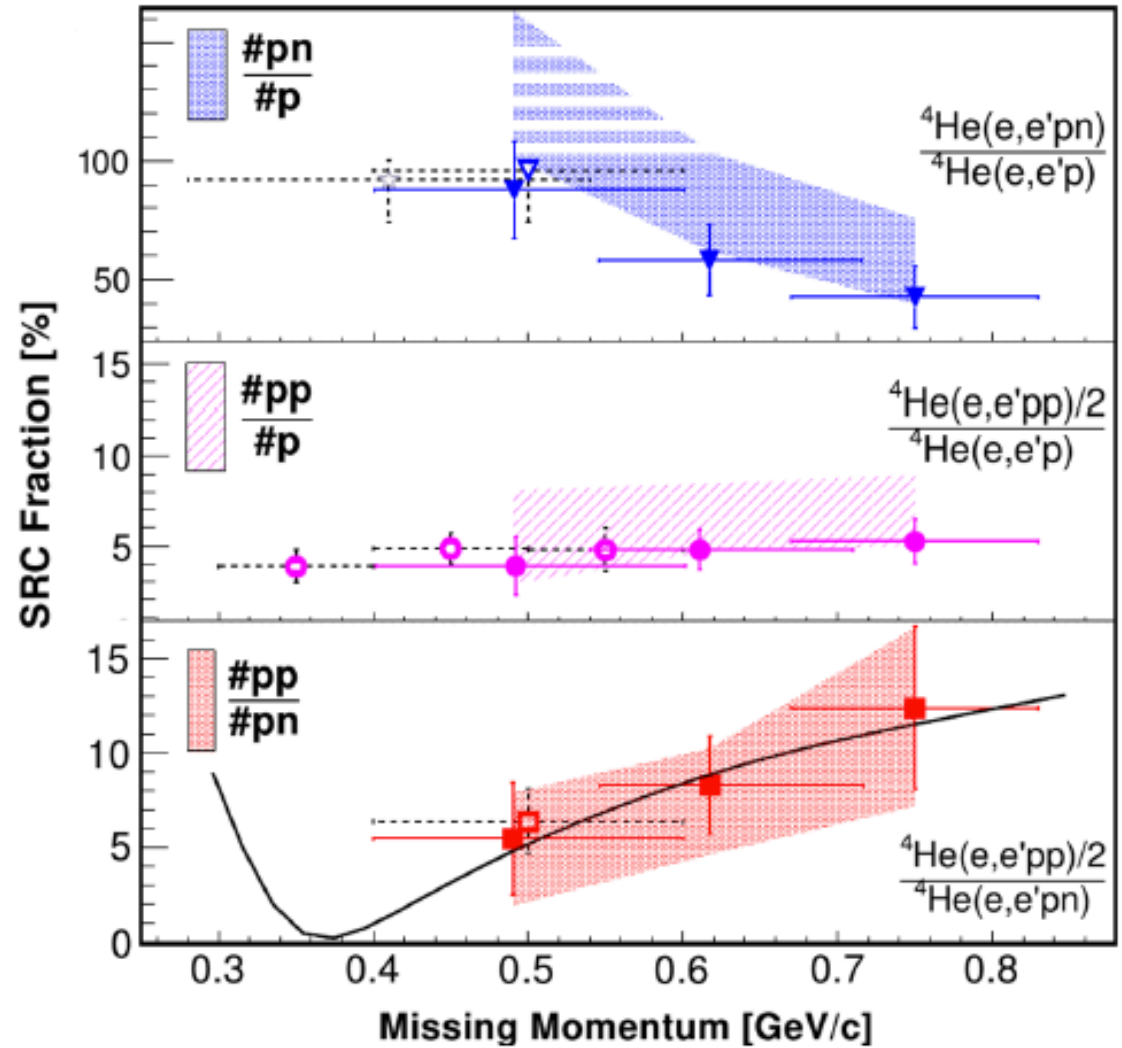 SRC Fraction [%]
#pn
#p
⁴He(e,e'pn)
⁴He(e,e'p)
100
50
#pp
#p
⁴He(e,e'pp)/2
⁴He(e,e'p)
15
10
5
#pp
#pn
⁴He(e,e'pp)/2
⁴He(e,e'pn)
15
10
5
0
0.3 0.4 0.5 0.6 0.7 0.8
Missing Momentum [GeV/c]